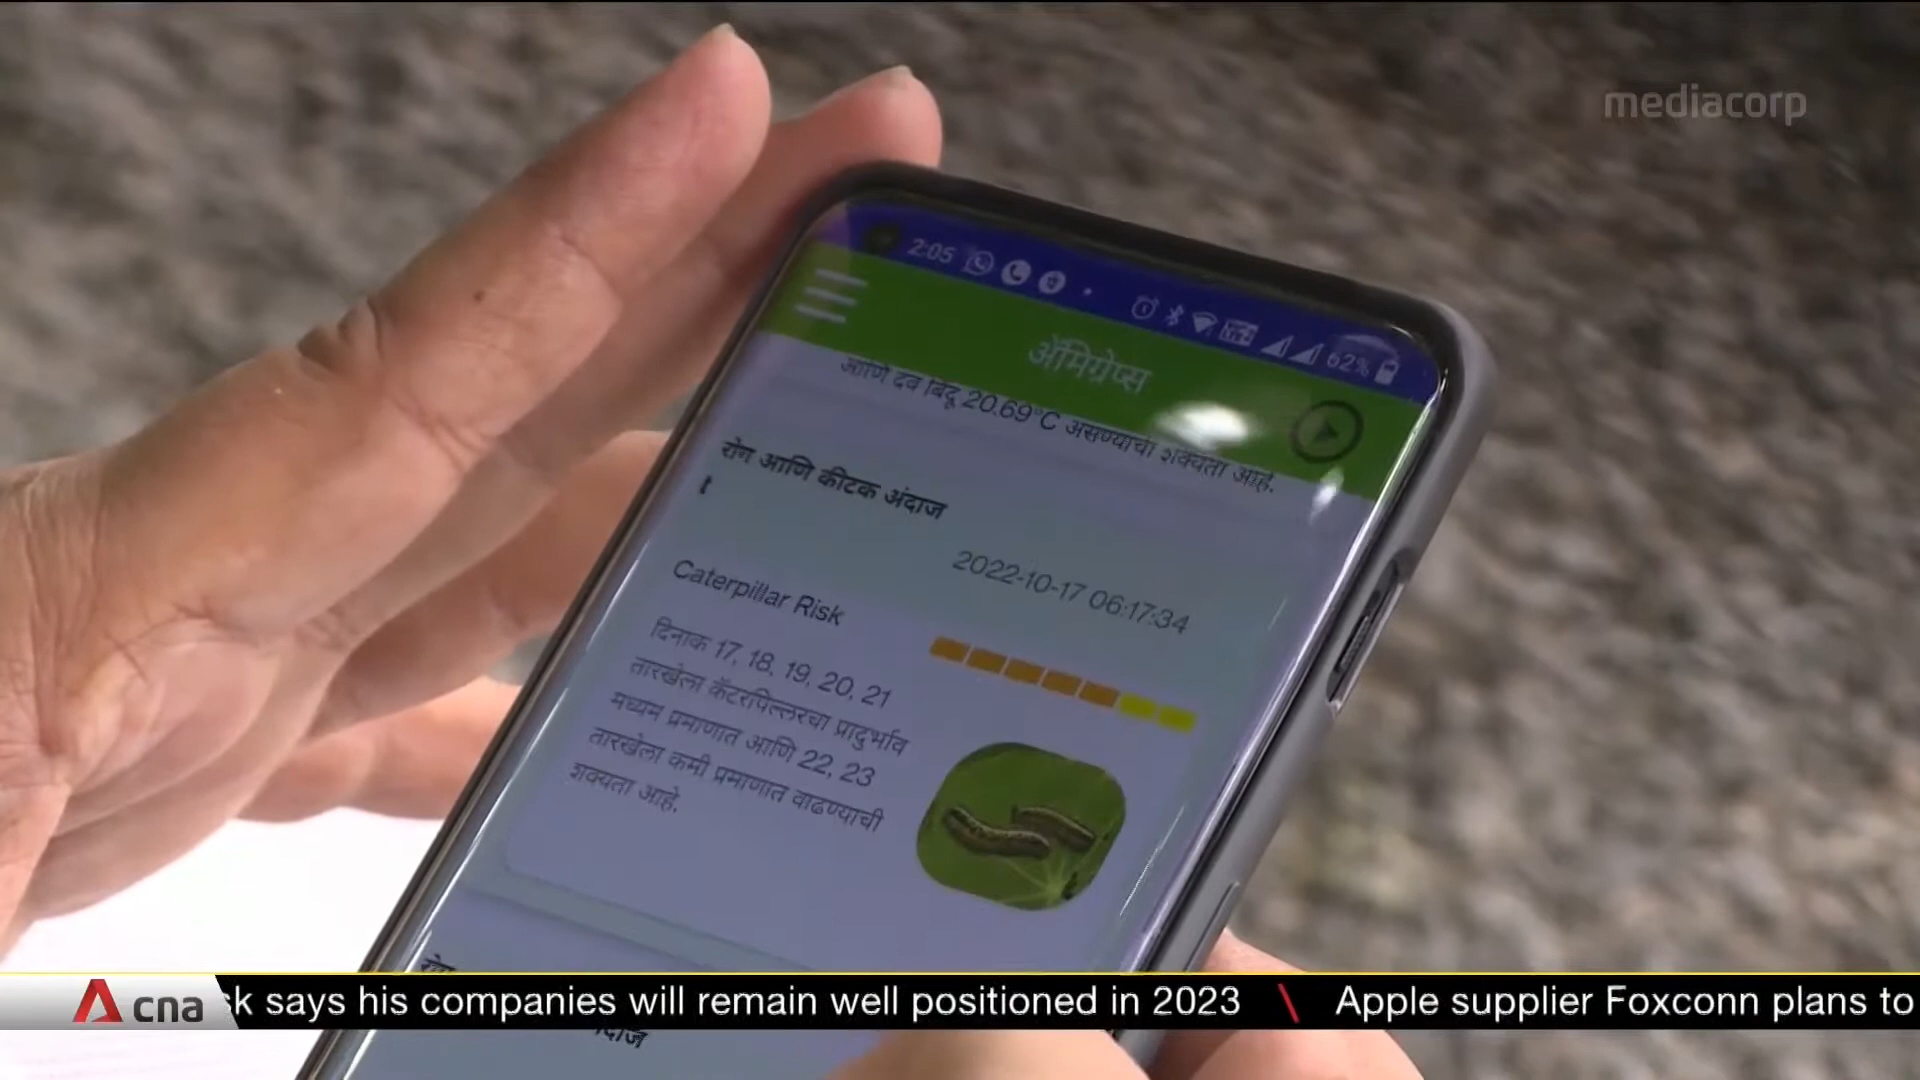 mediacorp
2:05
62%
ॲमिग्रेप्स
आणि दव बिंदू 20.69°C असण्याची शक्यता आहे.
रोग आणि कीटक अंदाज
2022-10-17 06:17:34
Caterpillar Risk
दिनाक 17, 18, 19, 20, 21
तारखेला कॅटरपिल्लरचा प्रादुर्भाव
मध्यम प्रमाणात आणि 22, 23
तारखेला कमी प्रमाणात वाढण्याची
शक्यता आहे.
cna
sk says his companies will remain well positioned in 2023 \ Apple supplier Foxconn plans to